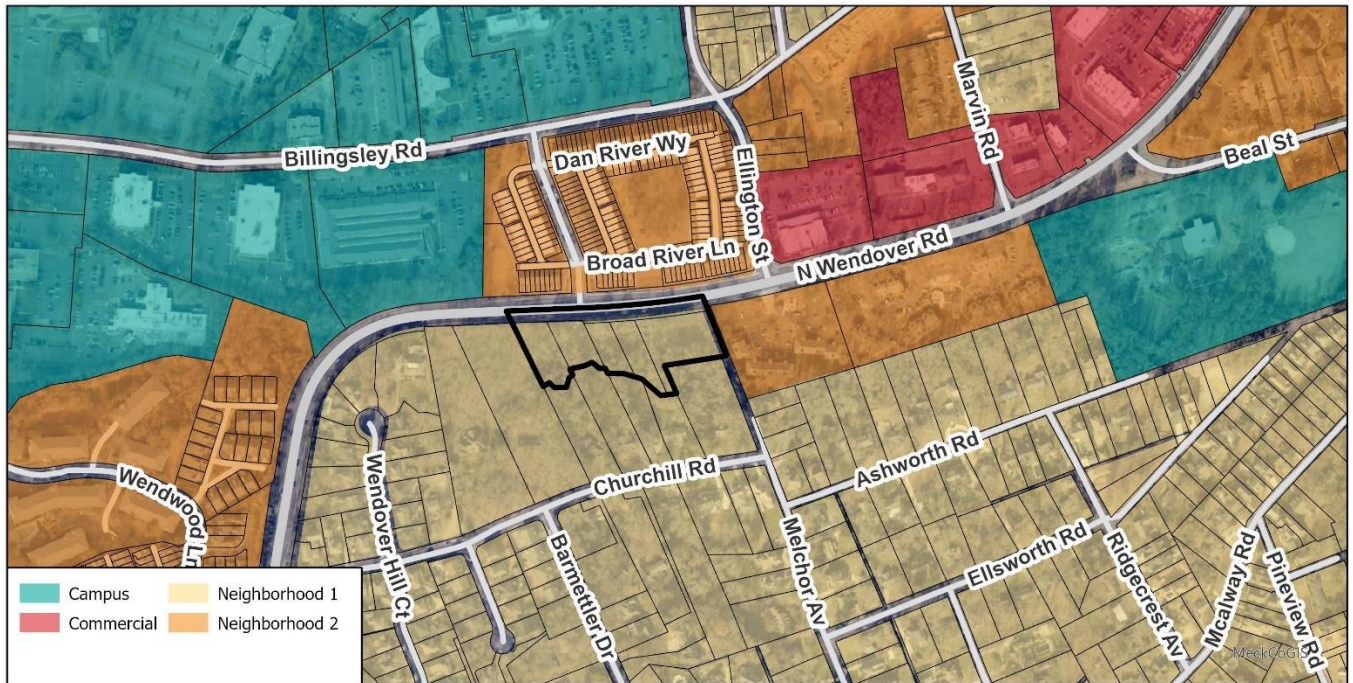 Billingsley Rd
Dan River Wy
Ellington St
Marvin Rd
Beal St
Broad River Ln
N Wendover Rd
Wendwood Ln
Wendover Hill Ct
Churchill Rd
Barmettler Dr
Melchor Av
Ashworth Rd
Ellsworth Rd
Ridgecrest Av
Mcalway Rd
Pineview Rd
Campus
Neighborhood 1
Commercial
Neighborhood 2
MeckCoGIS